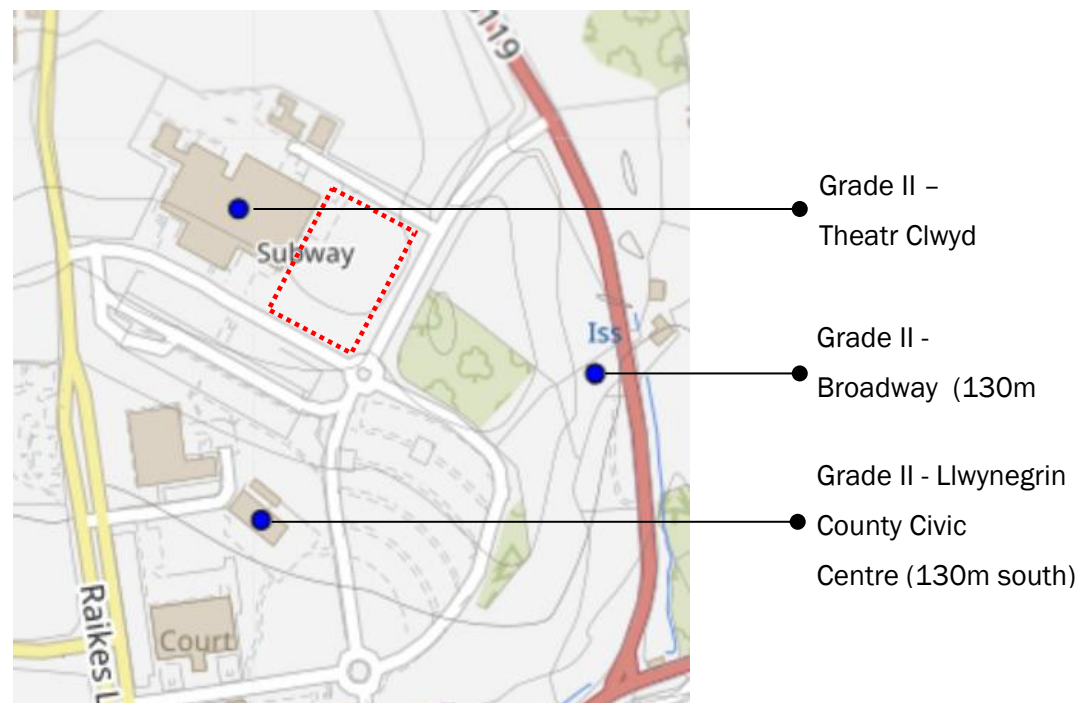 5119
Subway
Iss
Court
Raikes L
Grade II –
Theatr Clwyd
Grade II -
Broadway (130m
Grade II - Llwynegrin
County Civic
Centre (130m south)